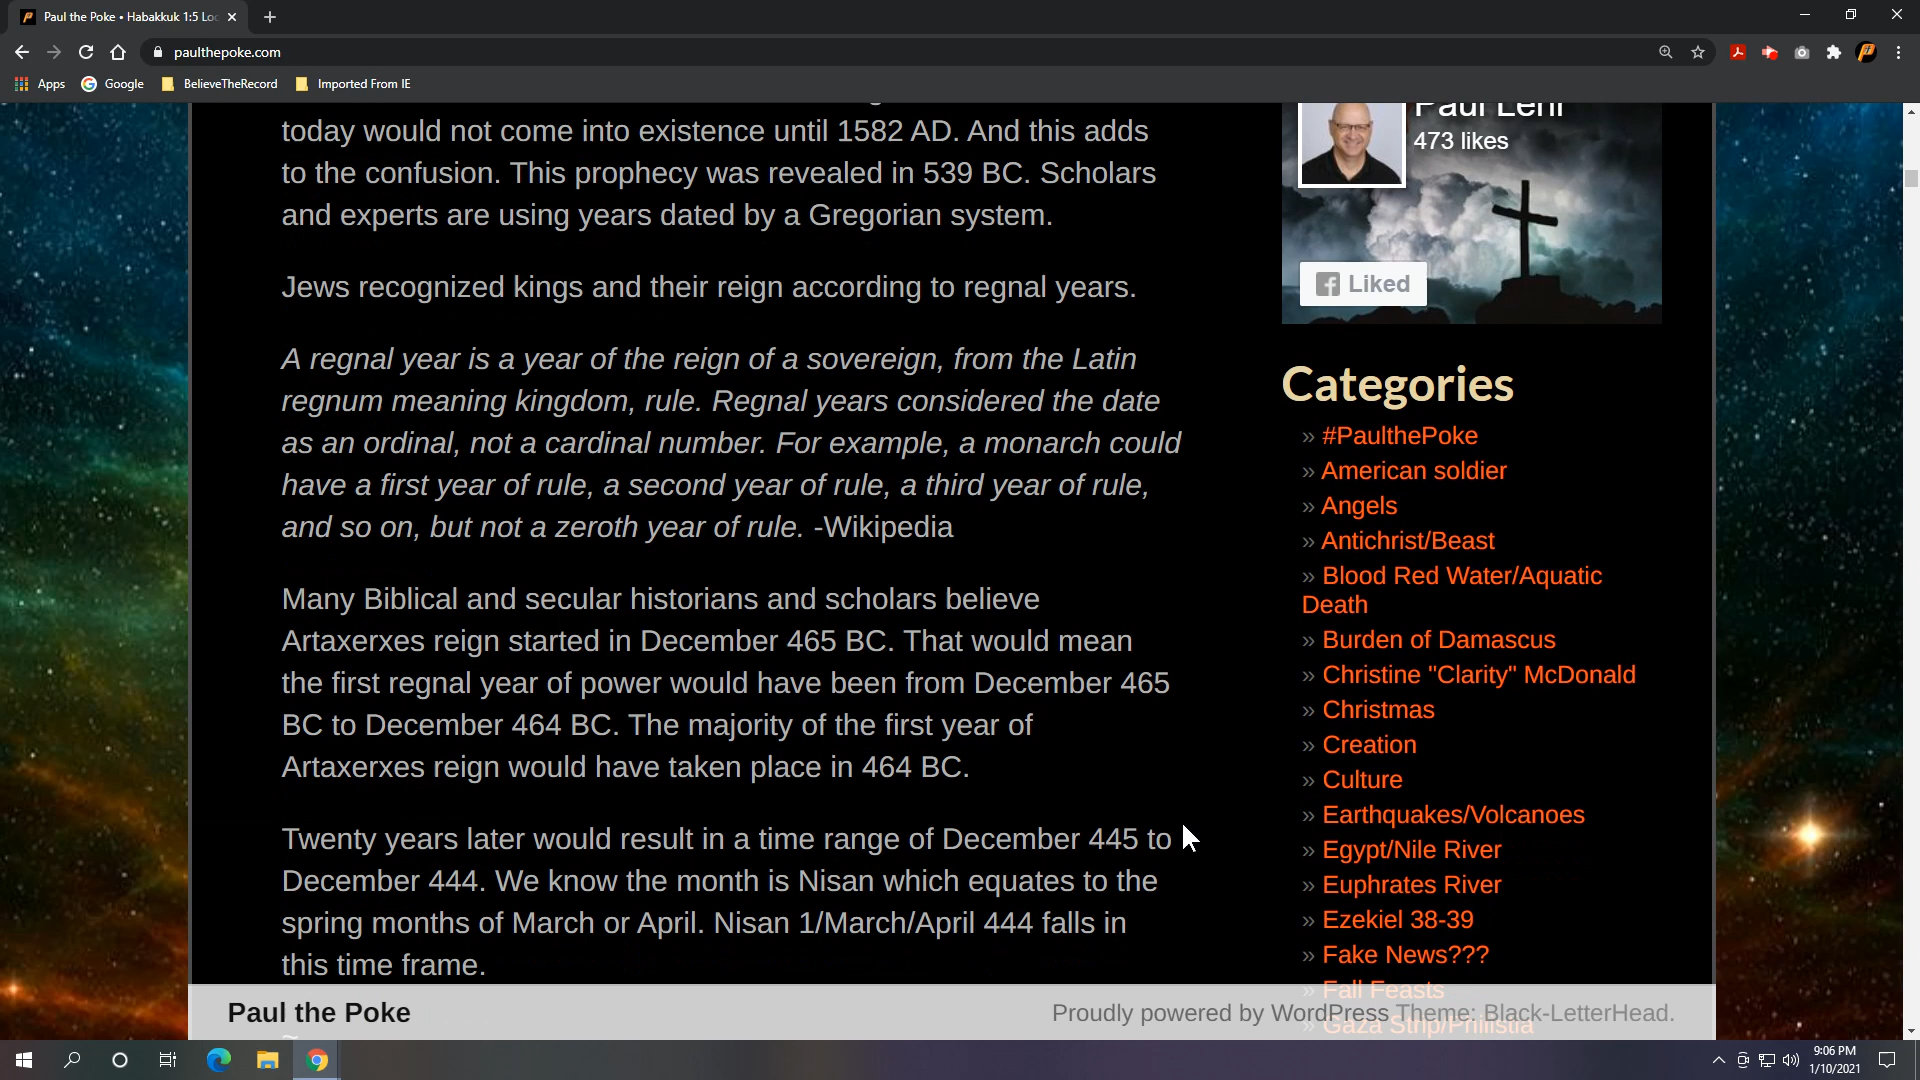 Paul the Poke • Habakkuk 1:5 Loo
paulthepoke.com
Apps
Google
BelieveTheRecord
Imported From IE
today would not come into existence until 1582 AD. And this adds
to the confusion. This prophecy was revealed in 539 BC. Scholars
and experts are using years dated by a Gregorian system.
Jews recognized kings and their reign according to regnal years.
A regnal year is a year of the reign of a sovereign, from the Latin
regnum meaning kingdom, rule. Regnal years considered the date
as an ordinal, not a cardinal number. For example, a monarch could
have a first year of rule, a second year of rule, a third year of rule,
and so on, but not a zeroth year of rule. -Wikipedia
Many Biblical and secular historians and scholars believe
Artaxerxes reign started in December 465 BC. That would mean
the first regnal year of power would have been from December 465
BC to December 464 BC. The majority of the first year of
Artaxerxes reign would have taken place in 464 BC.
Twenty years later would result in a time range of December 445 to
December 444. We know the month is Nisan which equates to the
spring months of March or April. Nisan 1/March/April 444 falls in
this time frame.
Paul Lehr
473 likes
Liked
Categories
» #PaulthePoke
» American soldier
» Angels
» Antichrist/Beast
» Blood Red Water/Aquatic
Death
» Burden of Damascus
» Christine "Clarity" McDonald
» Christmas
» Creation
» Culture
» Earthquakes/Volcanoes
» Egypt/Nile River
» Euphrates River
» Ezekiel 38-39
» Fake News???
» Fall Feasts
» Gaza Strip/Philistia
Paul the Poke
Proudly powered by WordPress Theme: Black-LetterHead.
9:06 PM
1/10/2021